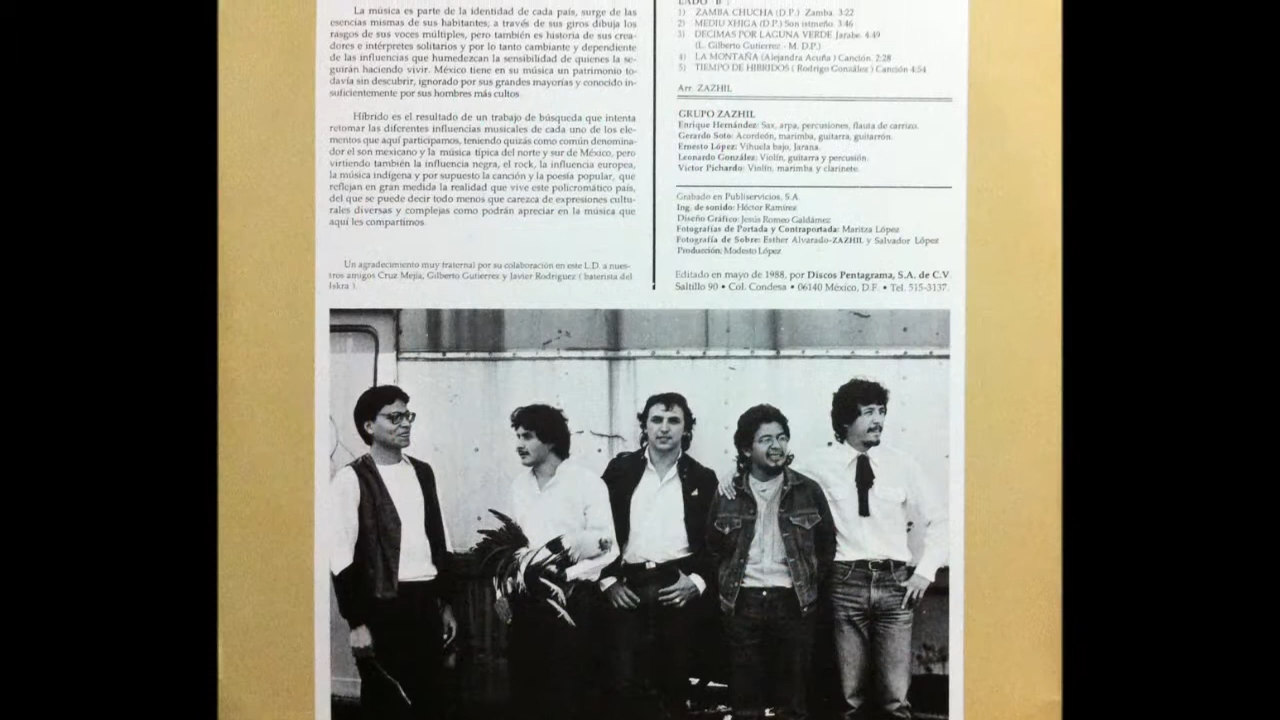 La música es parte de la identidad de cada país, surge de las
esencias mismas de sus habitantes, a través de sus giros dibuja los
rasgos de sus voces múltiples, pero también es historia de sus crea-
dores e intérpretes solitarios y por lo tanto cambiante y dependiente
de las influencias que humedezcan la sensibilidad de quienes la se-
guirán haciendo vivir. México tiene en su música un patrimonio to-
davía sin descubrir, ignorado por sus grandes mayorías y conocido in-
suficientemente por sus hombres más cultos.
Híbrido es el resultado de un trabajo de búsqueda que intenta
retomar las diferentes influencias musicales de cada uno de los ele-
mentos que aquí participamos, teniendo quizás como común denomina-
dor el son mexicano y la música típica del norte y sur de México, pero
virtiendo también la influencia negra, el rock, la influencia europea,
la música indígena y por supuesto la canción y la poesía popular, que
reflejan en gran medida la realidad que vive este policromático país,
del que se puede decir todo menos que carezca de expresiones cultu-
rales diversas y complejas como podrán apreciar en la música que
aquí les compartimos.
Un agradecimiento muy fraternal por su colaboración en este L.D. a nues-
tros amigos Cruz Mejía, Gilberto Gutierrez y Javier Rodriguez ( baterista del
Iskra ).
LADO "B":
1) ZAMBA CHUCHA (D.P.) Zamba. 3:22
2) MEDIU XHIGA (D.P.) Son istmeño. 3:46
3) DECIMAS POR LAGUNA VERDE Jarabe. 4:49
(L. Gilberto Gutierrez - M. D.P.)
4) LA MONTAÑA (Alejandra Acuña) Canción. 2:28
5) TIEMPO DE HIBRIDOS ( Rodrigo González ) Canción 4:54
Arr. ZAZHIL
GRUPO ZAZHIL
Enrique Hernández: Sax, arpa, percusiones, flauta de carrizo.
Gerardo Soto: Acordeón, marimba, guitarra, guitarrón.
Ernesto López: Vihuela bajo, Jarana.
Leonardo González: Violín, guitarra y percusión.
Víctor Pichardo: Violín, marimba y clarinete.
Grabado en Publiservicios, S.A.
Ing. de sonido: Héctor Ramírez
Diseño Gráfico: Jesús Romeo Galdámez
Fotografías de Portada y Contraportada: Maritza López
Fotografía de Sobre: Esther Alvarado-ZAZHIL y Salvador López
Producción: Modesto López.
Editado en mayo de 1988, por Discos Pentagrama, S.A. de C.V.
Saltillo 90 • Col. Condesa • 06140 México, D.F. • Tel. 515-3137.